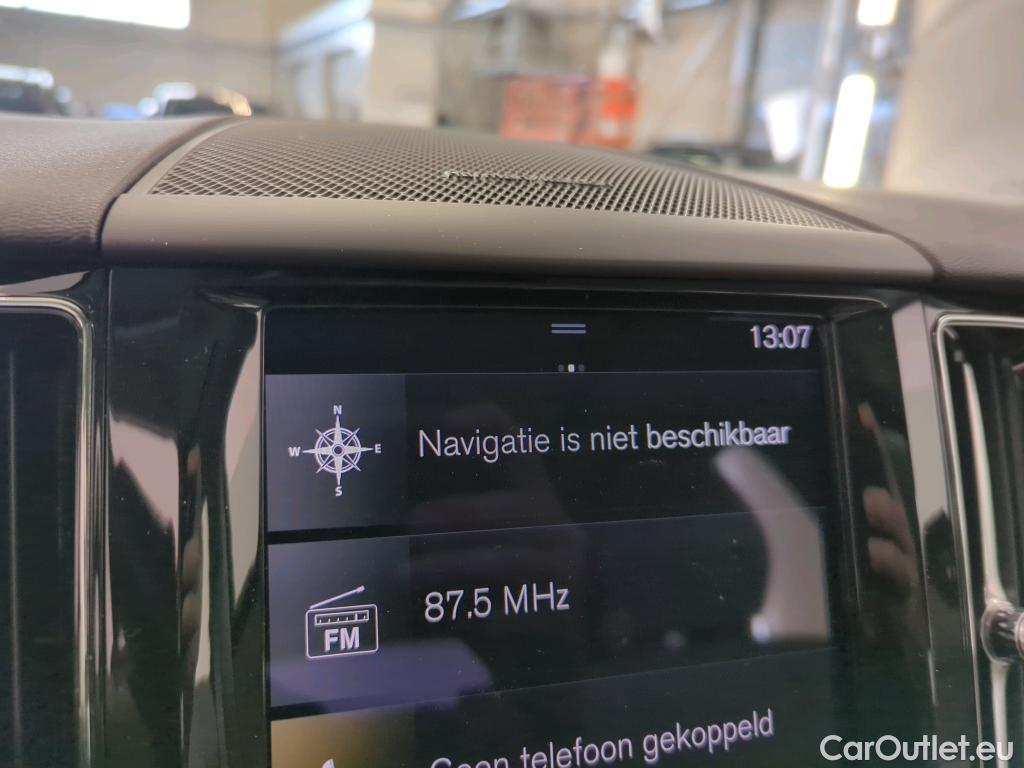 13:07
N
W E
S
Navigatie is niet beschikbaar
FM
87,5 MHz
Geen telefoon gekoppeld
CarOutlet.eu